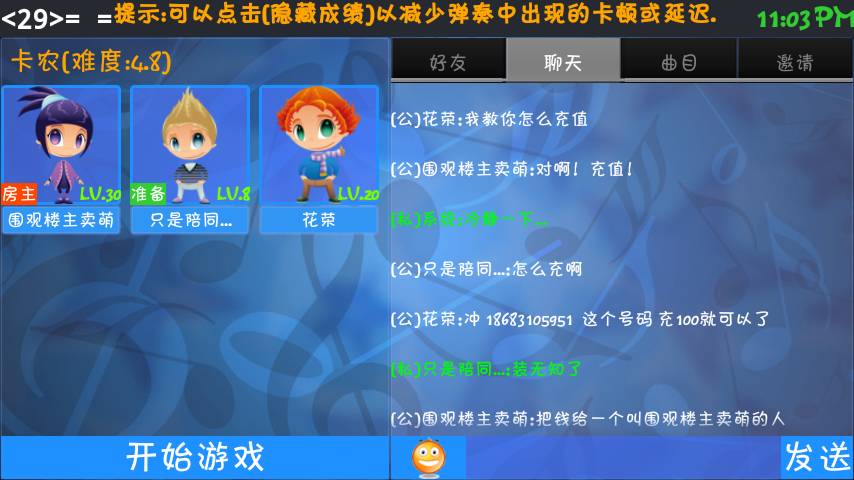 <29>= =
提示:可以点击(隐藏成绩)以减少弹奏中出现的卡顿或延迟.
11:03 PM
卡农(难度:4.8)
房主 LV.30
围观楼主卖萌
准备 LV.8
只是陪同...
LV.20
花荣
开始游戏
好友 聊天 曲目 邀请
(公)花荣:我教你怎么充值
(公)围观楼主卖萌:对啊！充值！
(私)系统:冷静一下...
(公)只是陪同...:怎么充啊
(公)花荣:冲 18683105951 这个号码 充100就可以了
(私)只是陪同...:装无知了
(公)围观楼主卖萌:把钱给一个叫围观楼主卖萌的人
发送